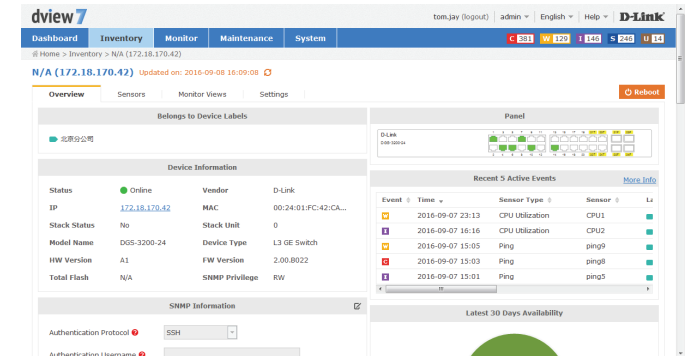 dview 7
tom.jay (logout) admin English Help D-Link
Dashboard Inventory Monitor Maintenance System C 381 W 129 I 146 S 246 U 14
Home > Inventory > N/A (172.18.170.42)
N/A (172.18.170.42) Updated on: 2016-09-08 16:09:08
Overview Sensors Monitor Views Settings Reboot
Belongs to Device Labels
北京分公司
Device Information
Status Online Vendor D-Link
IP 172.18.170.42 MAC 00:24:01:FC:42:CA...
Stack Status No Stack Unit 0
Model Name DGS-3200-24 Device Type L3 GE Switch
HW Version A1 FW Version 2.00.B022
Total Flash N/A SNMP Privilege RW
SNMP Information
Authentication Protocol SSH
Authentication Username
Panel
D-Link
DGS-3200-24
Recent 5 Active Events More Info
Event Time Sensor Type Sensor La
W 2016-09-07 23:13 CPU Utilization CPU1
I 2016-09-07 16:16 CPU Utilization CPU2
W 2016-09-07 15:05 Ping ping9
C 2016-09-07 15:03 Ping ping8
I 2016-09-07 15:01 Ping ping5
Latest 30 Days Availability